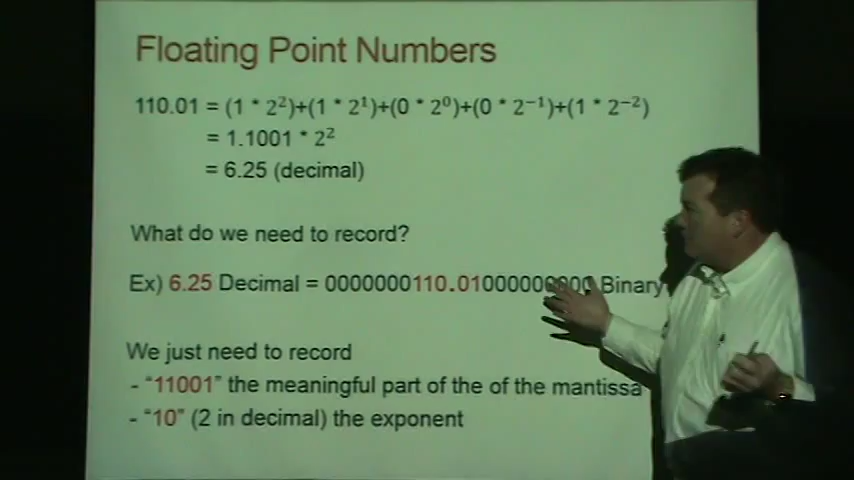 Floating Point Numbers
110.01 = (1 * 2²)+(1 * 2¹)+(0 * 2⁰)+(0 * 2⁻¹)+(1 * 2⁻²)
= 1.1001 * 2²
= 6.25 (decimal)
What do we need to record?
Ex) 6.25 Decimal = 0000000110.01000000000 Binary
We just need to record
- “11001” the meaningful part of the of the mantissa
- “10” (2 in decimal) the exponent